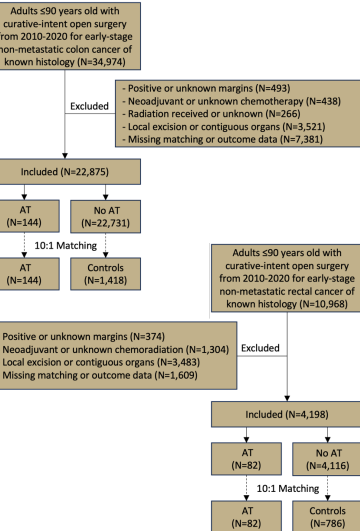 Adults ≤90 years old with
curative-intent open surgery
from 2010-2020 for early-stage
non-metastatic colon cancer of
known histology (N=34,974)
Excluded
- Positive or unknown margins (N=493)
- Neoadjuvant or unknown chemotherapy (N=438)
- Radiation received or unknown (N=266)
- Local excision or contiguous organs (N=3,521)
- Missing matching or outcome data (N=7,381)
Included (N=22,875)
AT
(N=144)
No AT
(N=22,731)
10:1 Matching
AT
(N=144)
Controls
(N=1,418)
Adults ≤90 years old with
curative-intent open surgery
from 2010-2020 for early-stage
non-metastatic rectal cancer of
known histology (N=10,968)
Positive or unknown margins (N=374)
Neoadjuvant or unknown chemoradiation (N=1,304)
Local excision or contiguous organs (N=3,483)
Missing matching or outcome data (N=1,609)
Excluded
Included (N=4,198)
AT
(N=82)
No AT
(N=4,116)
10:1 Matching
AT
(N=82)
Controls
(N=786)